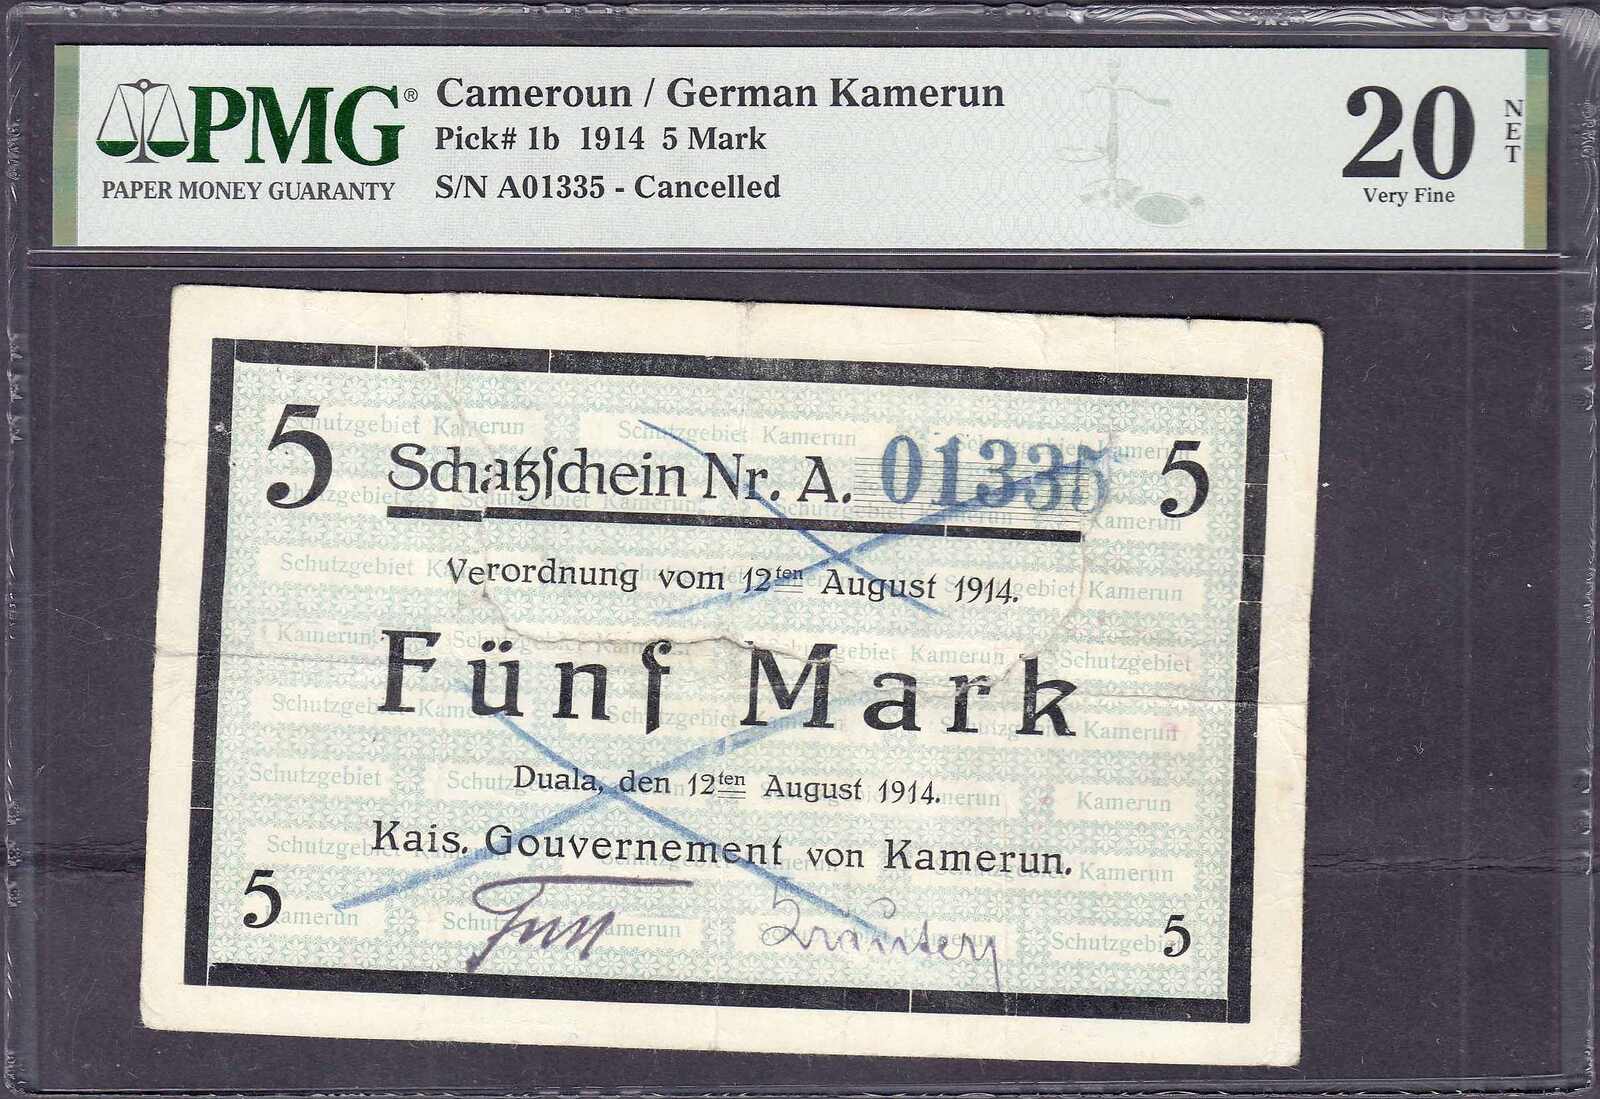 PMG®
PAPER MONEY GUARANTY
Cameroun / German Kamerun
Pick# 1b 1914 5 Mark
S/N A01335 - Cancelled
20 NET
Very Fine
5 Schatzschein Nr. A. 01335 5
Verordnung vom 12ten August 1914.
Fünf Mark
Duala, den 12ten August 1914.
Kais. Gouvernement von Kamerun.
5 5
Schutzgebiet Kamerun